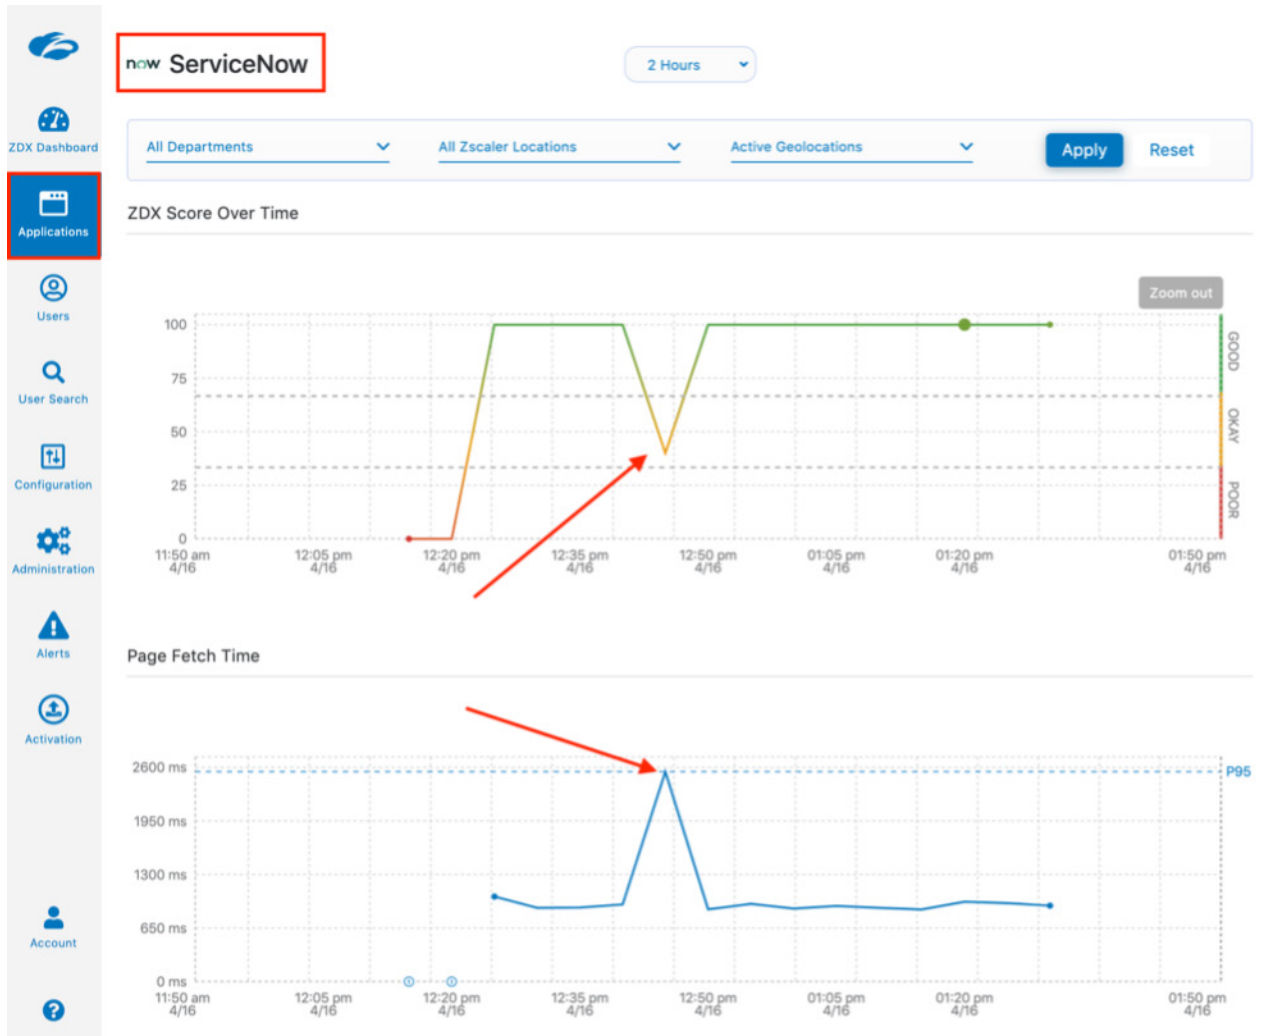 now ServiceNow
2 Hours
ZDX Dashboard
All Departments
All Zscaler Locations
Active Geolocations
Apply
Reset
Applications
ZDX Score Over Time
Users
User Search
Configuration
Administration
Alerts
Activation
Account
Zoom out
100
75
50
25
0
GOOD
OKAY
POOR
11:50 am 12:05 pm 12:20 pm 12:35 pm 12:50 pm 01:05 pm 01:20 pm 01:50 pm
4/16 4/16 4/16 4/16 4/16 4/16 4/16 4/16
Page Fetch Time
2600 ms
P95
1950 ms
1300 ms
650 ms
0 ms
11:50 am 12:05 pm 12:20 pm 12:35 pm 12:50 pm 01:05 pm 01:20 pm 01:50 pm
4/16 4/16 4/16 4/16 4/16 4/16 4/16 4/16